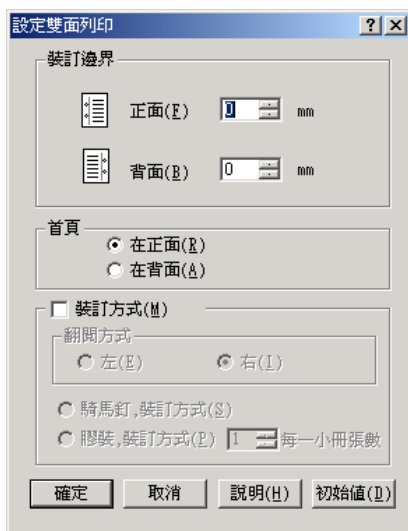 設定雙面列印
裝訂邊界
正面(F) 0 mm
背面(B) 0 mm
首頁
在正面(R)
在背面(A)
裝訂方式(M)
翻閱方式
左(E) 右(I)
騎馬釘,裝訂方式(S)
膠裝,裝訂方式(P) 1 每一小冊張數
確定 取消 說明(H) 初始值(D)